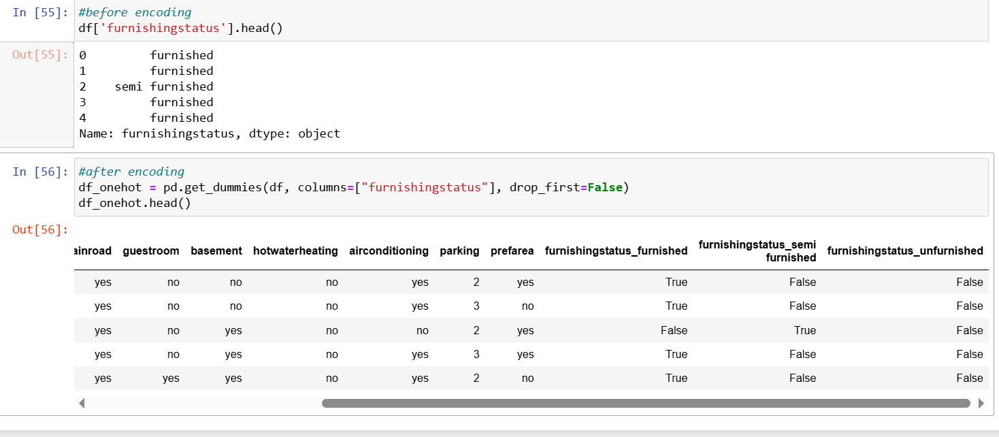 In [55]: #before encoding
df['furnishingstatus'].head()
Out[55]: 0 furnished
1 furnished
2 semi furnished
3 furnished
4 furnished
Name: furnishingstatus, dtype: object
In [56]: #after encoding
df_onehot = pd.get_dummies(df, columns=["furnishingstatus"], drop_first=False)
df_onehot.head()
Out[56]:
ainroad guestroom basement hotwaterheating airconditioning parking prefarea furnishingstatus_furnished furnishingstatus_semi furnished furnishingstatus_unfurnished
yes no no no yes 2 yes True False False
yes no no no yes 3 no True False False
yes no yes no no 2 yes False True False
yes no yes no yes 3 yes True False False
yes yes yes no yes 2 no True False False